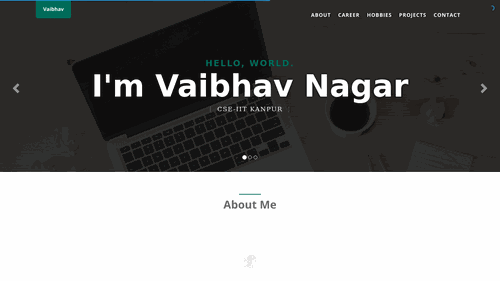 Vaibhav
ABOUT CAREER HOBBIES PROJECTS CONTACT
HELLO, WORLD.
I'm Vaibhav Nagar
CSE-IIT KANPUR
About Me